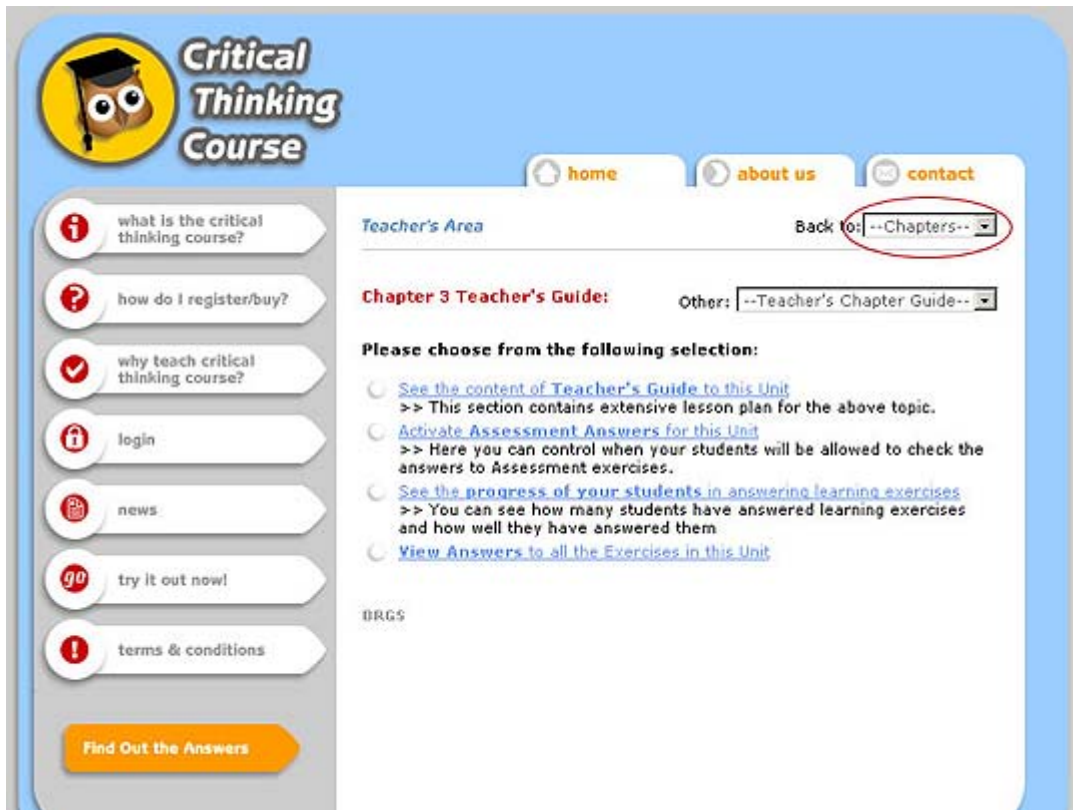 Critical
Thinking
Course
home
about us
contact
what is the critical
thinking course?
how do I register/buy?
why teach critical
thinking course?
login
news
go
try it out now!
terms & conditions
Find Out the Answers
Teacher's Area
Back to: --Chapters--
Chapter 3 Teacher's Guide:
Other: --Teacher's Chapter Guide--
Please choose from the following selection:
See the content of Teacher's Guide to this Unit
>> This section contains extensive lesson plan for the above topic.
Activate Assessment Answers for this Unit
>> Here you can control when your students will be allowed to check the
answers to Assessment exercises.
See the progress of your students in answering learning exercises
>> You can see how many students have answered learning exercises
and how well they have answered them
View Answers to all the Exercises in this Unit
BRGS